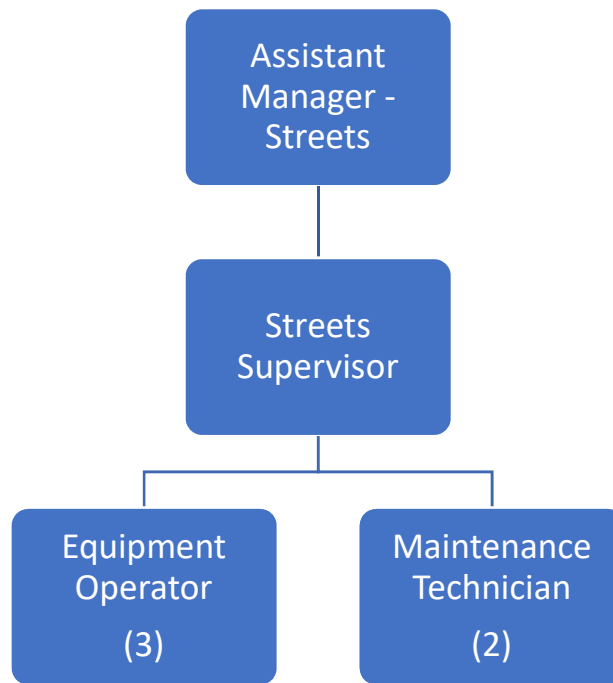 Assistant
Manager -
Streets
Streets
Supervisor
Equipment
Operator
(3)
Maintenance
Technician
(2)